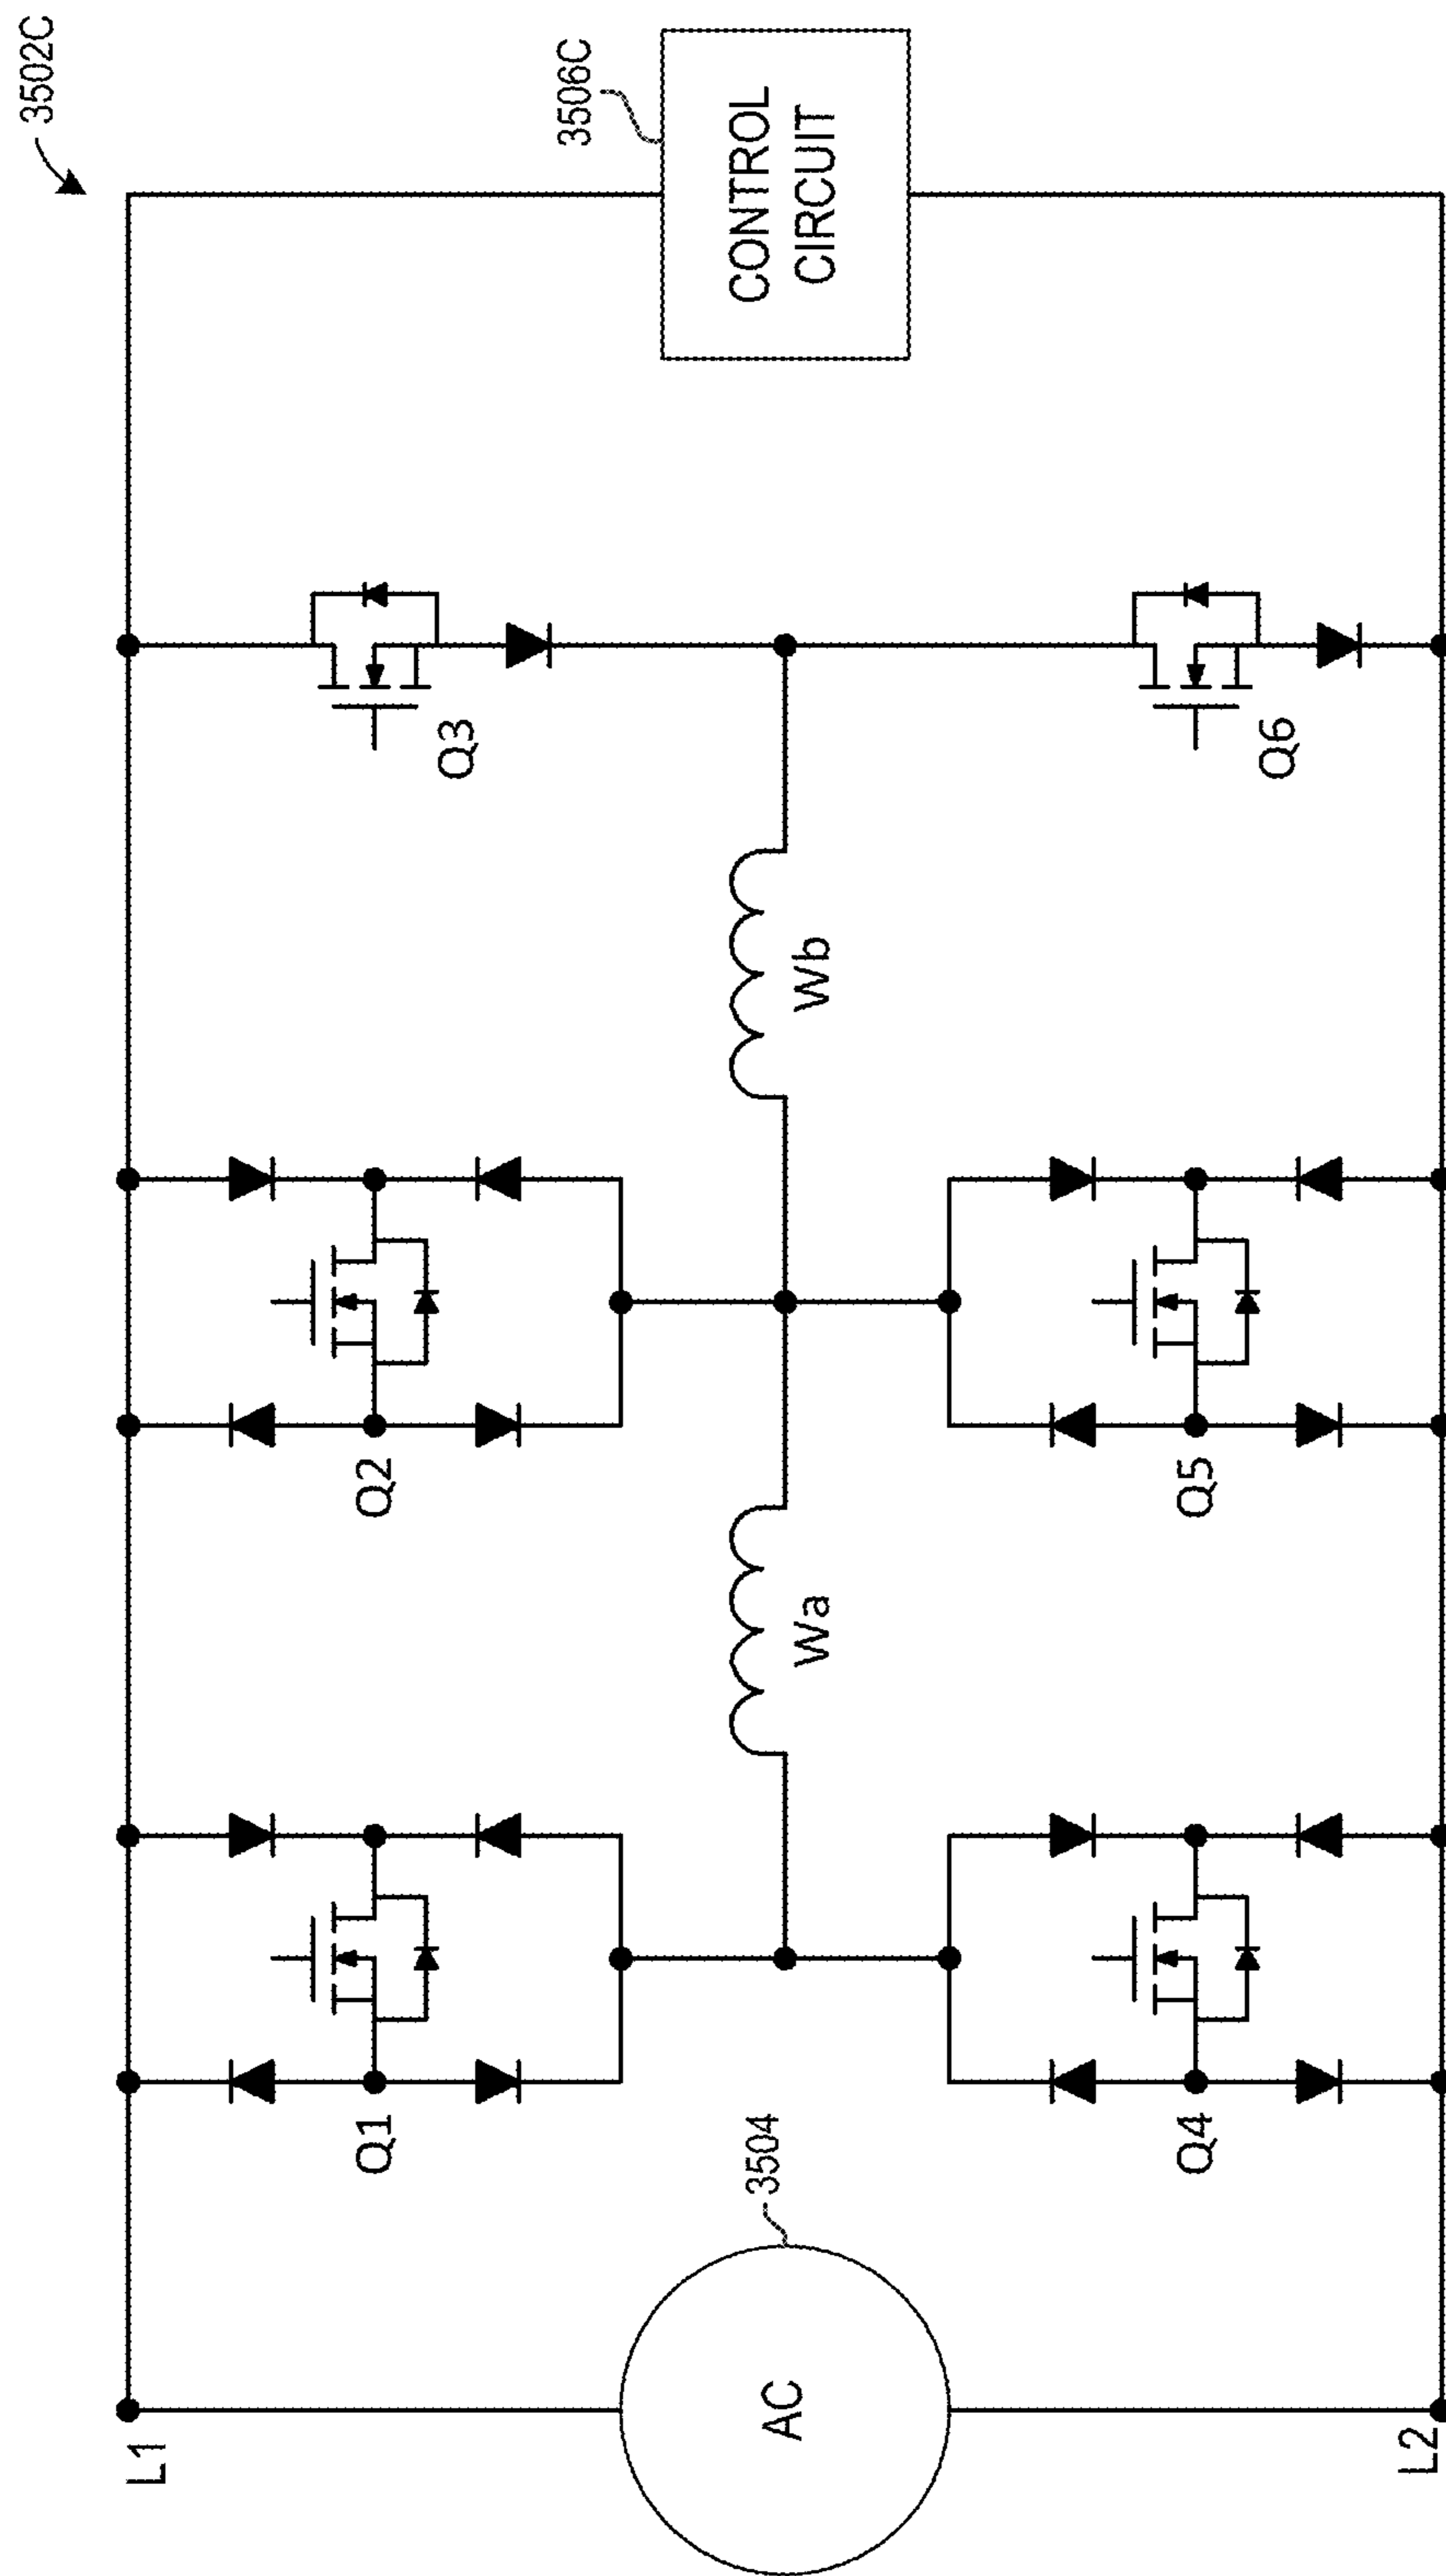 3502C
3506C
CONTROL
CIRCUIT
Q3
Q6
Wb
Q2
Q5
Wa
Q1
Q4
3504
AC
L1
L2